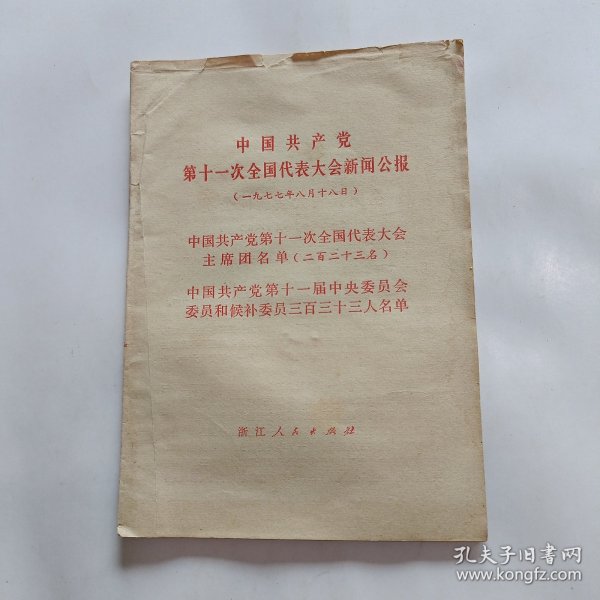 中国共产党
第十一次全国代表大会新闻公报
(一九七七年八月十八日)
中国共产党第十一次全国代表大会
主席团名单(二百二十三名)
中国共产党第十一届中央委员会
委员和候补委员三百三十三人名单
浙江人民出版社
孔夫子旧书网
www.kongfz.com